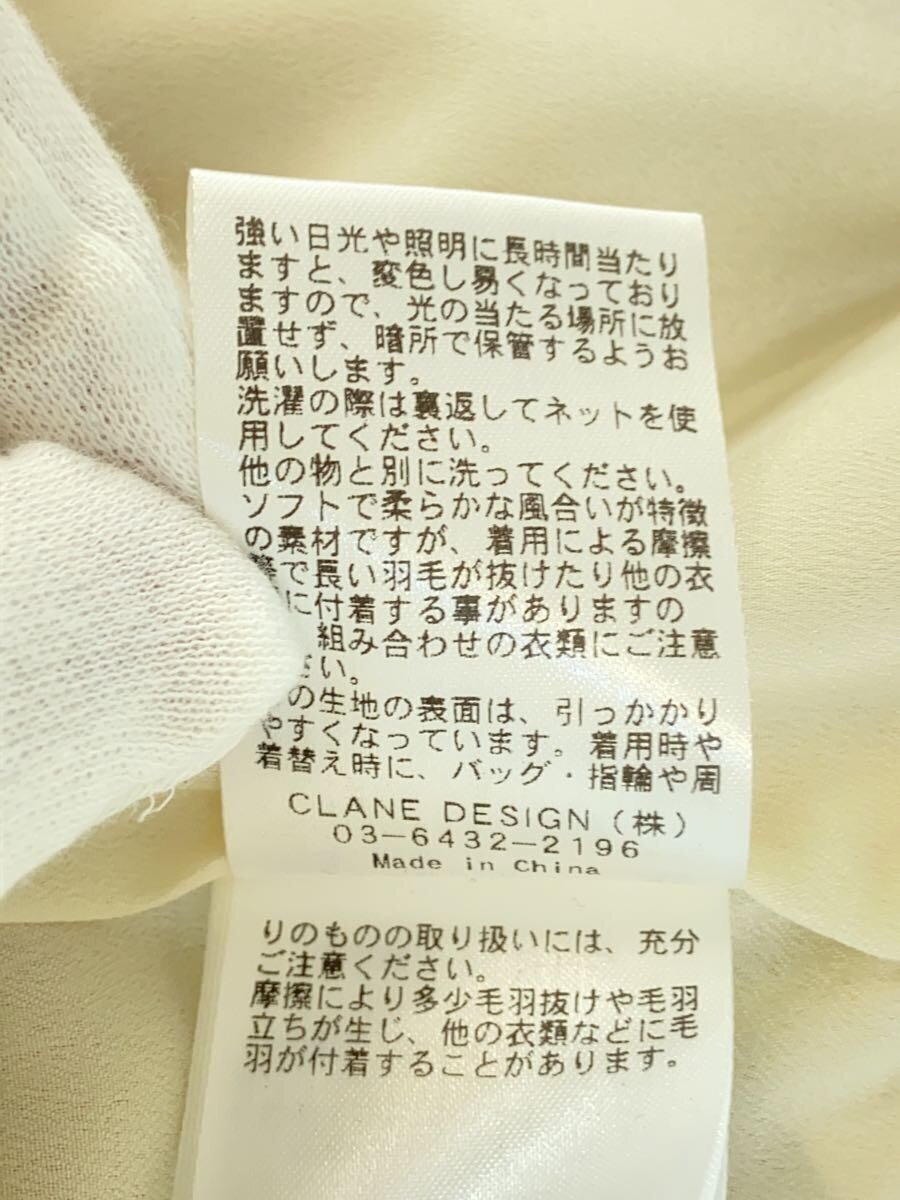 強い日光や照明に長時間当たり
ますと、変色し易くなっており
ますので、光の当たる場所に放
置せず、暗所で保管するようお
願いします。
洗濯の際は裏返してネットを使
用してください。
他の物と別に洗ってください。
ソフトで柔らかな風合いが特徴
の素材ですが、着用による摩擦
等で長い羽毛が抜けたり他の衣
に付着する事がありますの
組み合わせの衣類にご注意
さい。
の生地の表面は、引っかかり
やすくなっています。着用時や
着替え時に、バッグ・指輪や周
CLANE DESIGN（株）
03-6432-2196
Made in China
りのものの取り扱いには、充分
ご注意ください。
摩擦により多少毛羽抜けや毛羽
立ちが生じ、他の衣類などに毛
羽が付着することがあります。